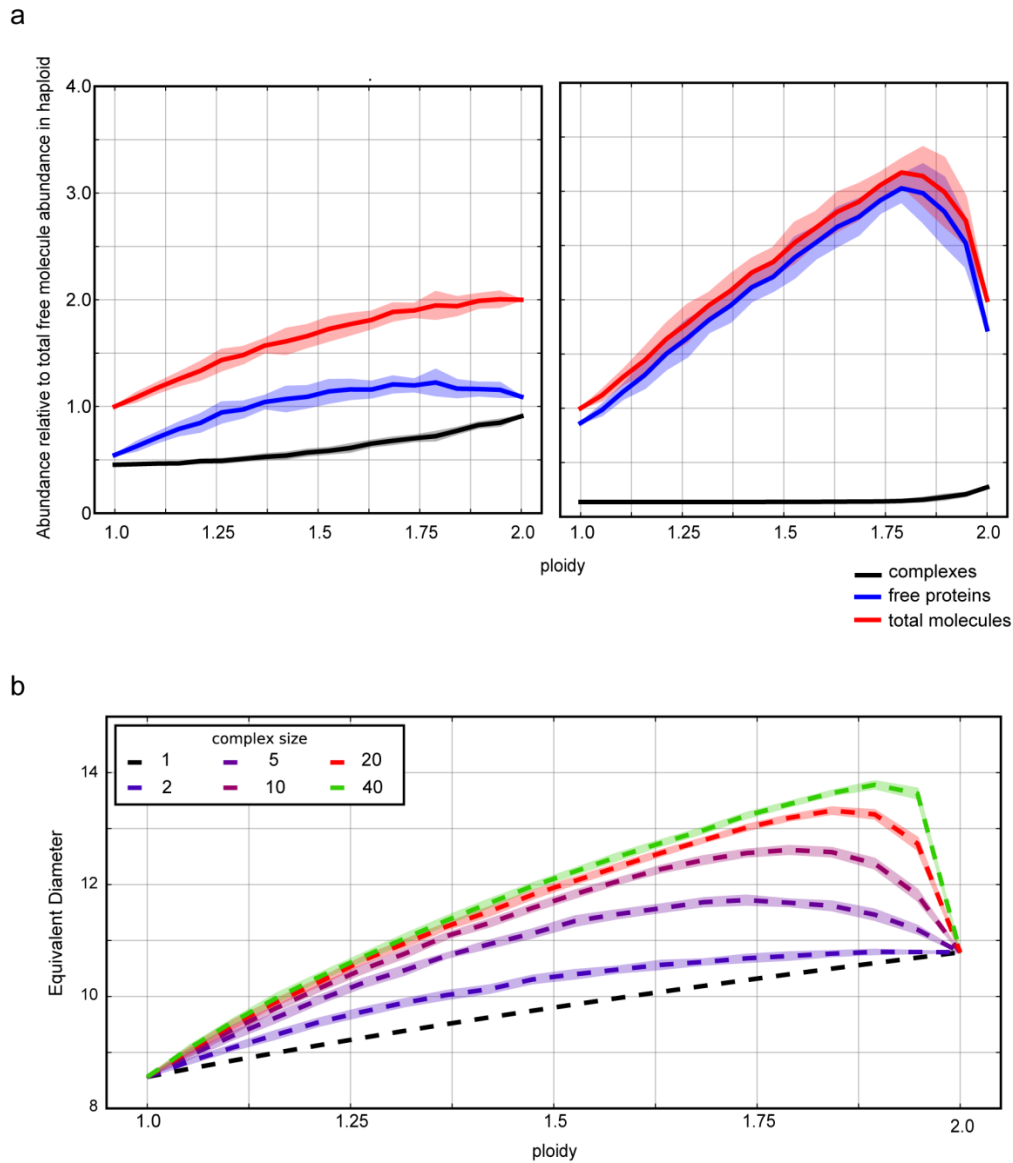 a
Abundance relative to total free molecule abundance in haploid
4.0
3.0
2.0
1.0
0
1.0 1.25 1.5 1.75 2.0
1.0 1.25 1.5 1.75 2.0
ploidy
complexes
free proteins
total molecules
b
Equivalent Diameter
complex size
1 5 20
2 10 40
14
12
10
8
1.0 1.25 1.5 1.75 2.0
ploidy